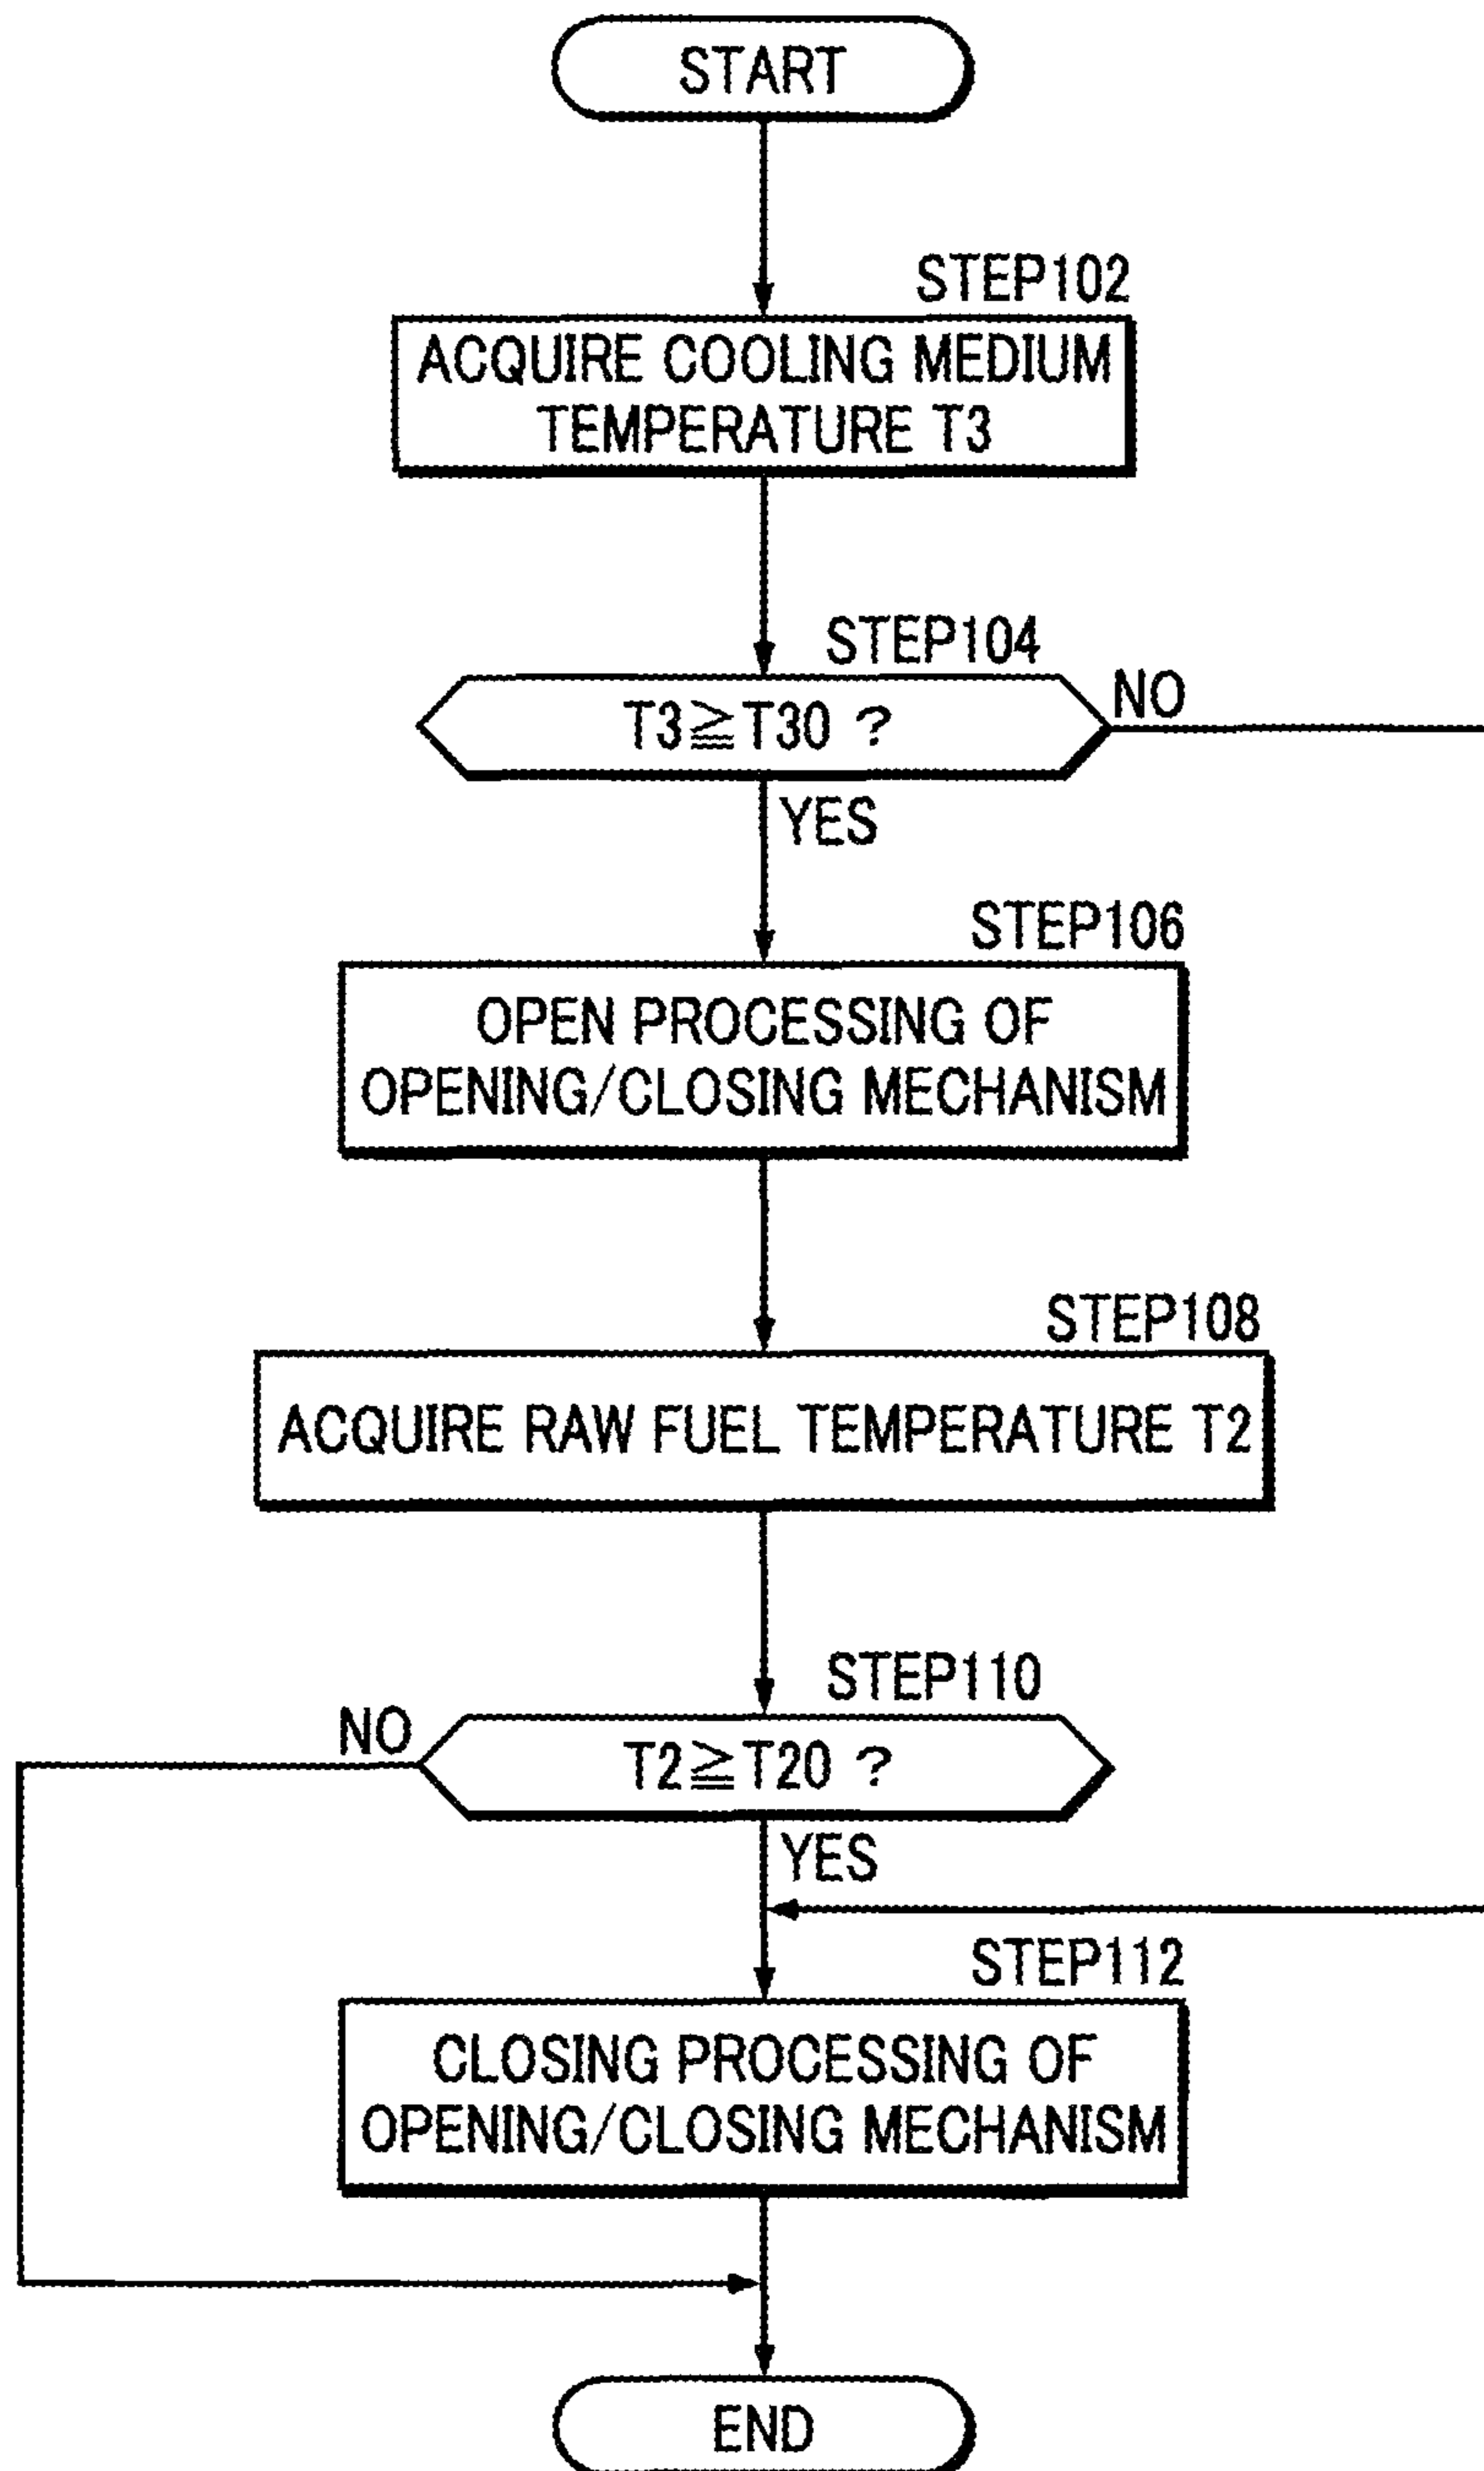 START
STEP102
ACQUIRE COOLING MEDIUM
TEMPERATURE T3
STEP104
T3≧T30 ?
NO
YES
STEP106
OPEN PROCESSING OF
OPENING/CLOSING MECHANISM
STEP108
ACQUIRE RAW FUEL TEMPERATURE T2
STEP110
NO
T2≧T20 ?
YES
STEP112
CLOSING PROCESSING OF
OPENING/CLOSING MECHANISM
END